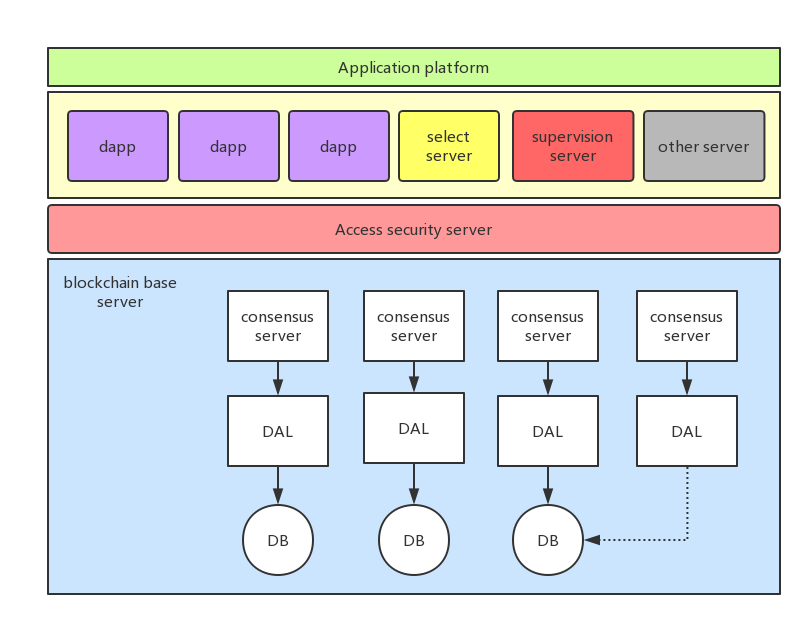 Application platform
dapp
dapp
dapp
select
server
supervision
server
other server
Access security server
blockchain base
server
consensus
server
consensus
server
consensus
server
consensus
server
DAL
DAL
DAL
DAL
DB
DB
DB